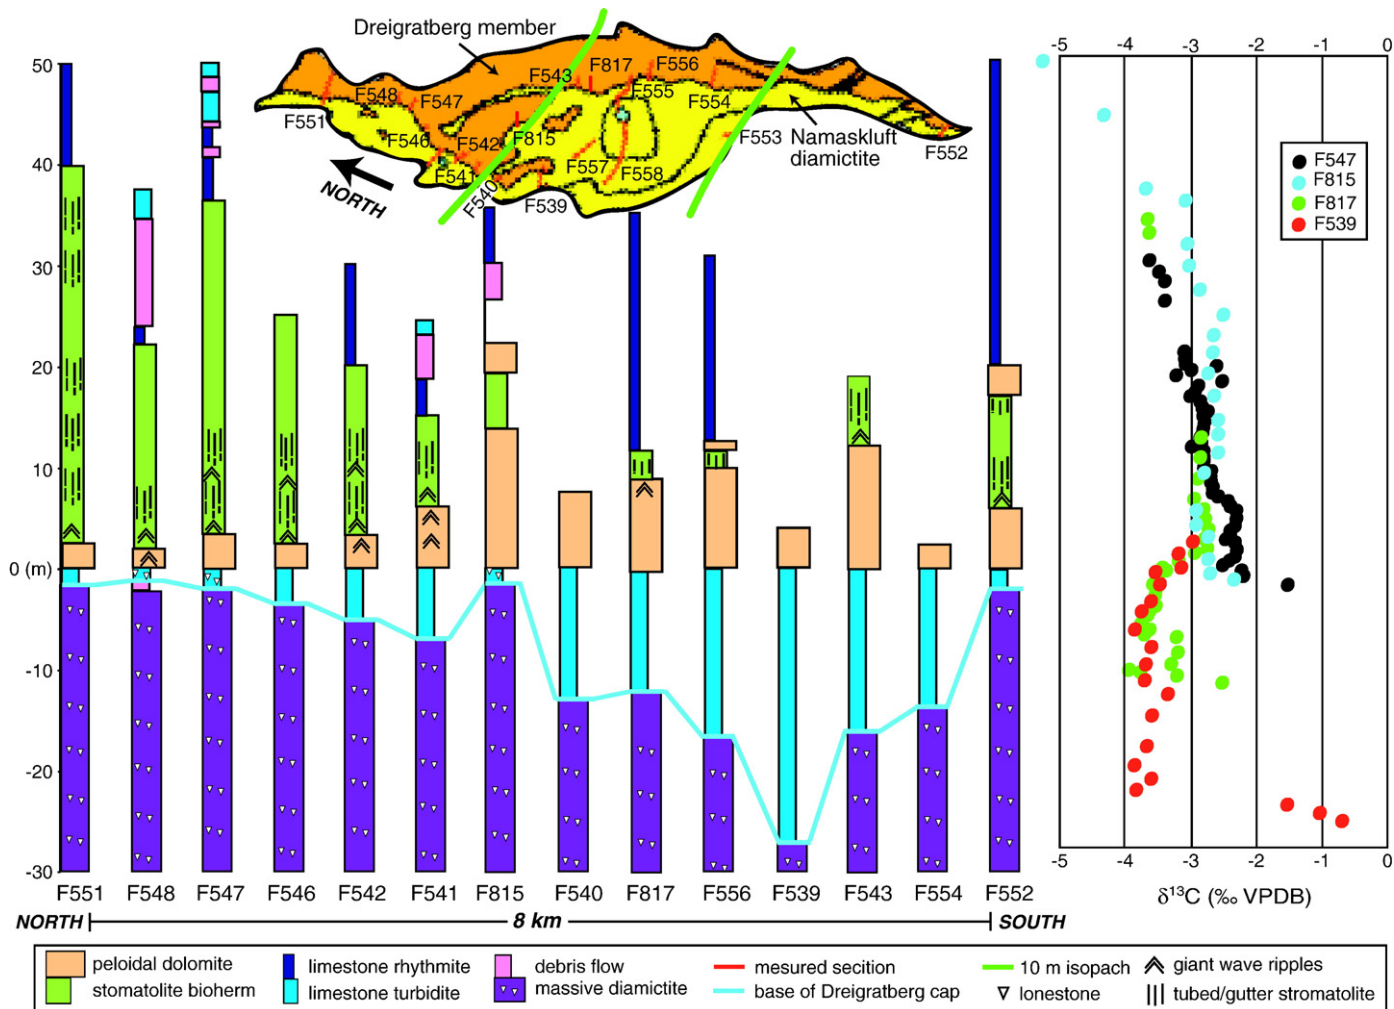 Dreigratberg member
F543
F817
F556
F548
F547
F555
F554
F551
F546
F542
F815
F553
Namaskluft
diamictite
F552
F541
F557
F558
F540
F539
NORTH
50
40
30
20
10
0 (m)
-10
-20
-30
F551 F548 F547 F546 F542 F541 F815 F540 F817 F556 F539 F543 F554 F552
NORTH 8 km SOUTH
-5 -4 -3 -2 -1 0
F547
F815
F817
F539
-5 -4 -3 -2 -1 0
δ¹³C (‰ VPDB)
peloidal dolomite limestone rhythmite debris flow mesured secition 10 m isopach giant wave ripples
stomatolite bioherm limestone turbidite massive diamictite base of Dreigratberg cap lonestone tubed/gutter stromatolite